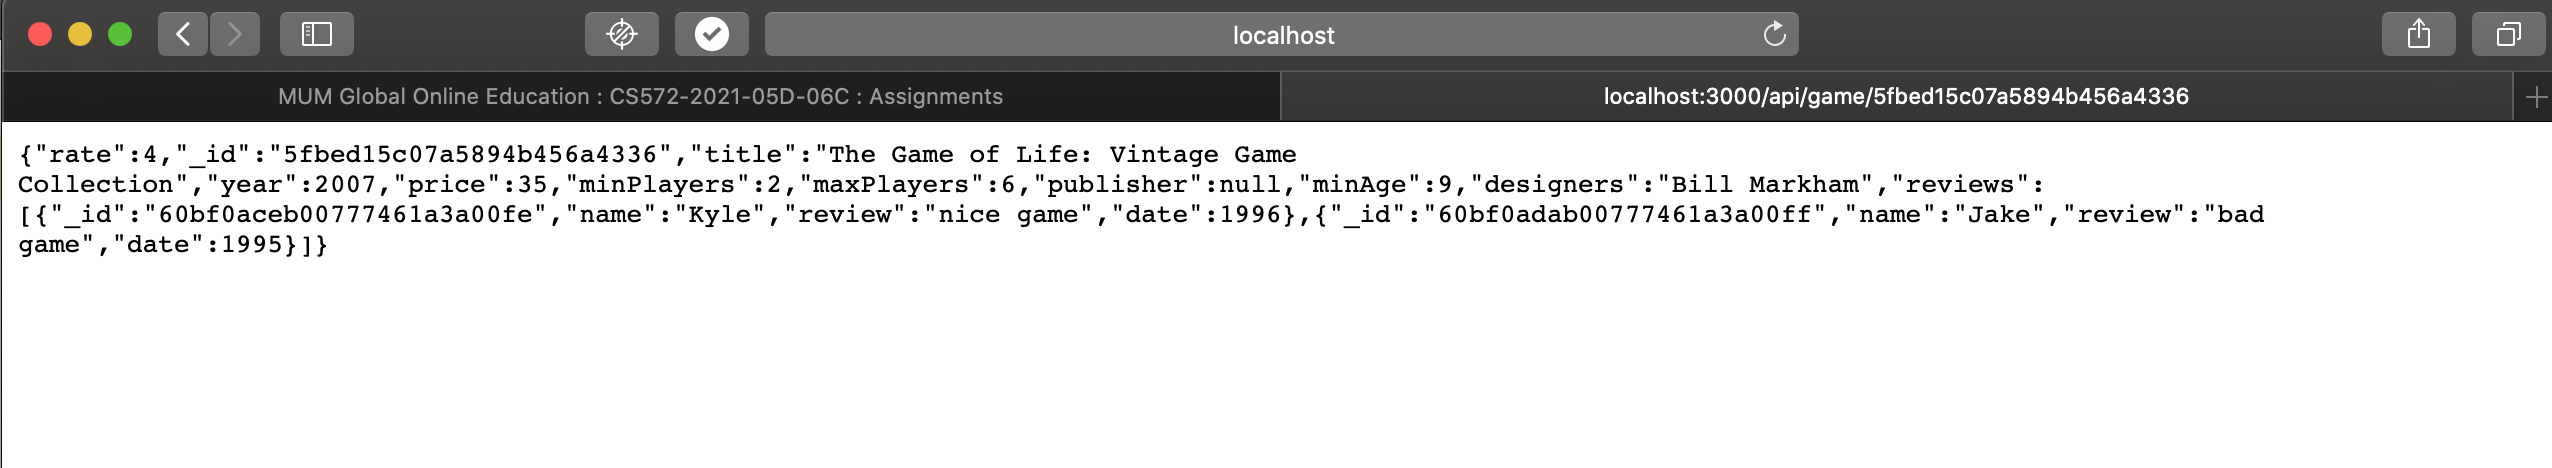 localhost
MUM Global Online Education : CS572-2021-05D-06C : Assignments
localhost:3000/api/game/5fbed15c07a5894b456a4336
{"rate":4,"_id":"5fbed15c07a5894b456a4336","title":"The Game of Life: Vintage Game
Collection","year":2007,"price":35,"minPlayers":2,"maxPlayers":6,"publisher":null,"minAge":9,"designers":"Bill Markham","reviews":
[{"_id":"60bf0aceb00777461a3a00fe","name":"Kyle","review":"nice game","date":1996},{"_id":"60bf0adab00777461a3a00ff","name":"Jake","review":"bad
game","date":1995}]}